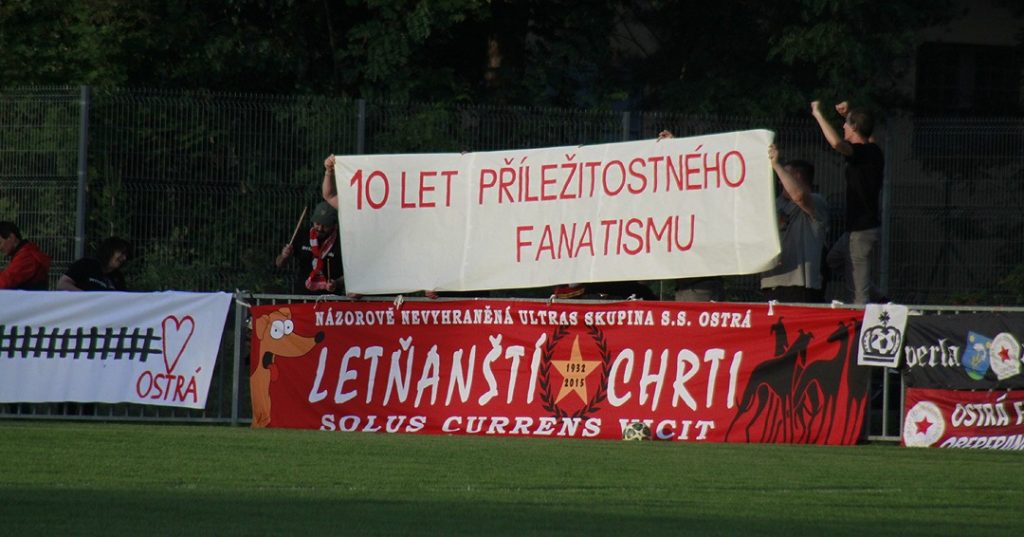 10 LET PŘÍLEŽITOSTNÉHO
FANATISMU
OSTRÁ
NÁZOROVĚ NEVYHRANĚNÁ ULTRAS SKUPINA S.S. OSTRÁ
LETŇANŠTÍ CHRTI
1932
2015
SOLUS CURRENS VICIT
perla
OSTRÁ